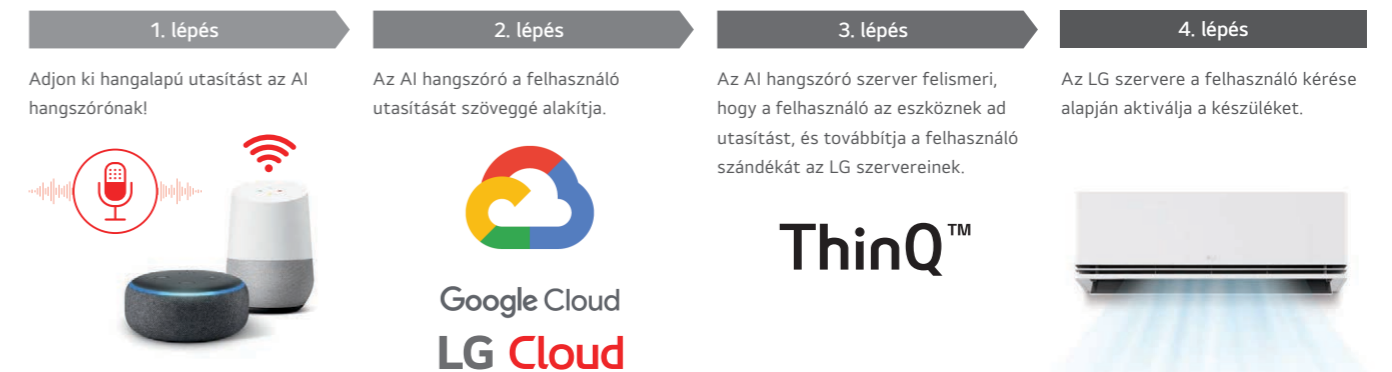 1. lépés
Adjon ki hangalapú utasítást az AI
hangszórónak!
2. lépés
Az AI hangszóró a felhasználó
utasítását szöveggé alakítja.
Google Cloud
LG Cloud
3. lépés
Az AI hangszóró szerver felismeri,
hogy a felhasználó az eszköznek ad
utasítást, és továbbítja a felhasználó
szándékát az LG szervereinek.
ThinQ™
4. lépés
Az LG szervere a felhasználó kérése
alapján aktiválja a készüléket.